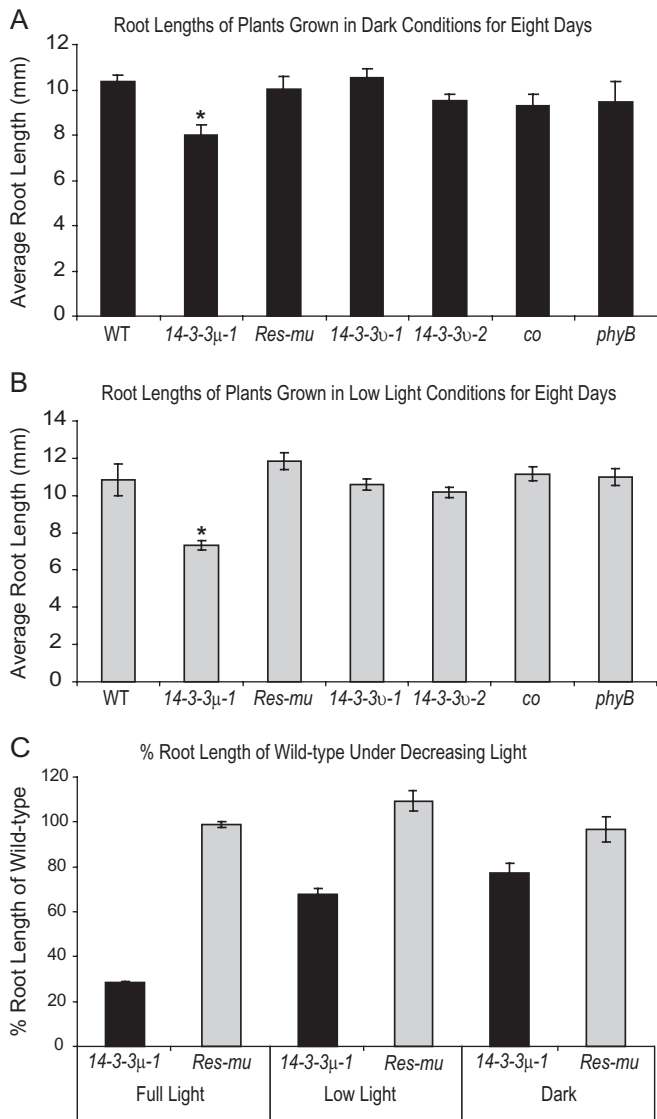 A
Root Lengths of Plants Grown in Dark Conditions for Eight Days
Average Root Length (mm)
12
10
8
6
4
2
0
*
WT 14-3-3μ-1 Res-mu 14-3-3υ-1 14-3-3υ-2 co phyB
B
Root Lengths of Plants Grown in Low Light Conditions for Eight Days
Average Root Length (mm)
14
12
10
8
6
4
2
0
*
WT 14-3-3μ-1 Res-mu 14-3-3υ-1 14-3-3υ-2 co phyB
C
% Root Length of Wild-type Under Decreasing Light
% Root Length of Wild-type
120
100
80
60
40
20
0
14-3-3μ-1 Res-mu 14-3-3μ-1 Res-mu 14-3-3μ-1 Res-mu
Full Light Low Light Dark